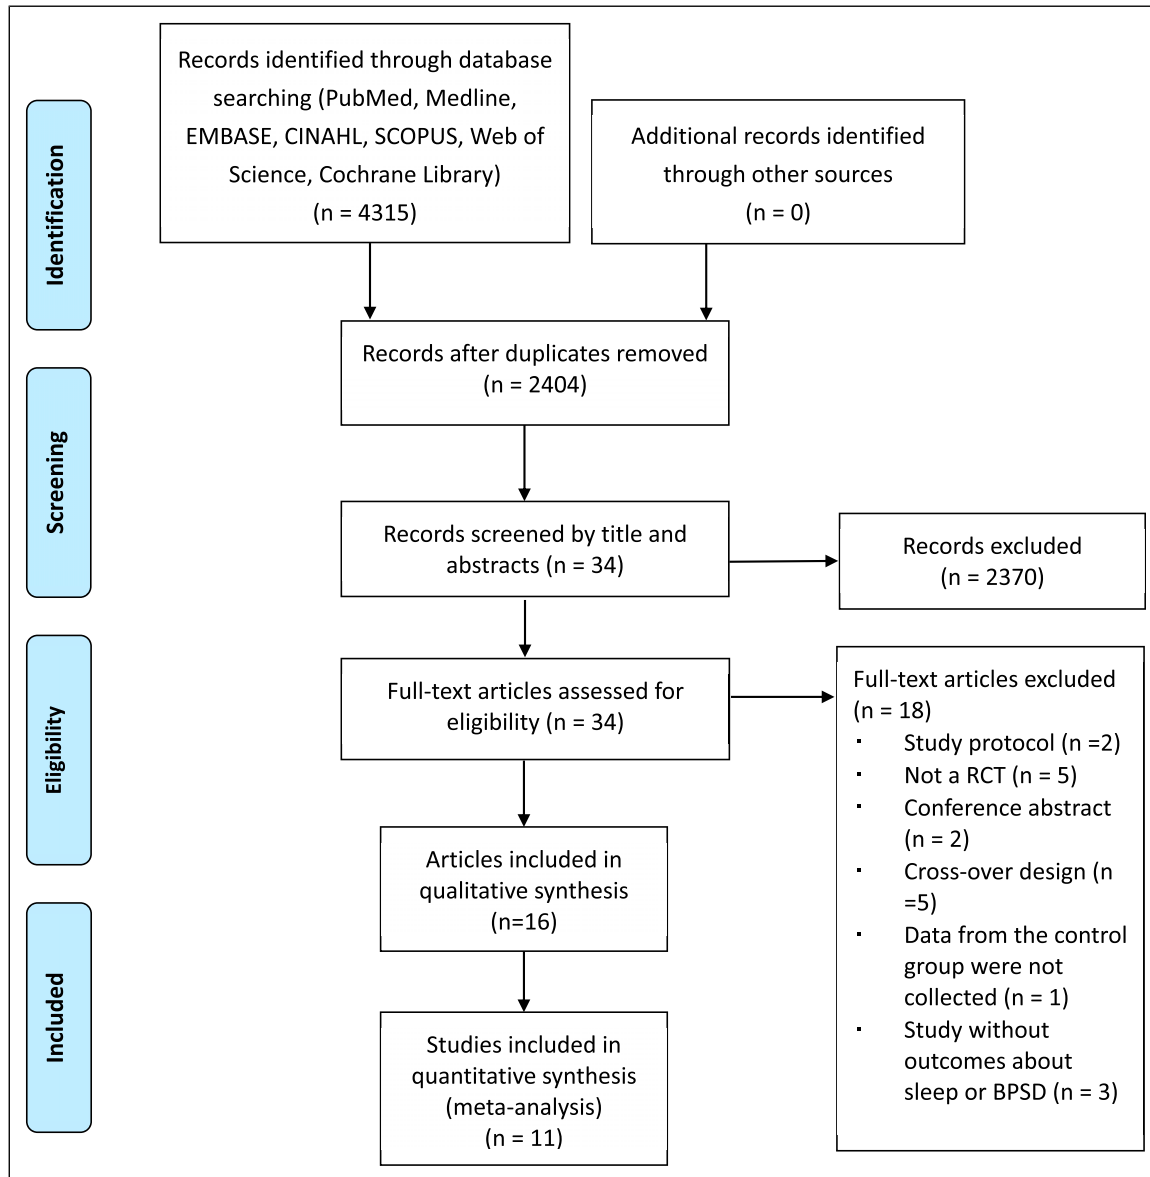 Identification
Records identified through database
searching (PubMed, Medline,
EMBASE, CINAHL, SCOPUS, Web of
Science, Cochrane Library)
(n = 4315)
Additional records identified
through other sources
(n = 0)
Records after duplicates removed
(n = 2404)
Screening
Records screened by title and
abstracts (n = 34)
Records excluded
(n = 2370)
Eligibility
Full-text articles assessed for
eligibility (n = 34)
Full-text articles excluded
(n = 18)
▪ Study protocol (n =2)
▪ Not a RCT (n = 5)
▪ Conference abstract
(n = 2)
▪ Cross-over design (n
=5)
▪ Data from the control
group were not
collected (n = 1)
▪ Study without
outcomes about
sleep or BPSD (n = 3)
Articles included in
qualitative synthesis
(n=16)
Included
Studies included in
quantitative synthesis
(meta-analysis)
(n = 11)